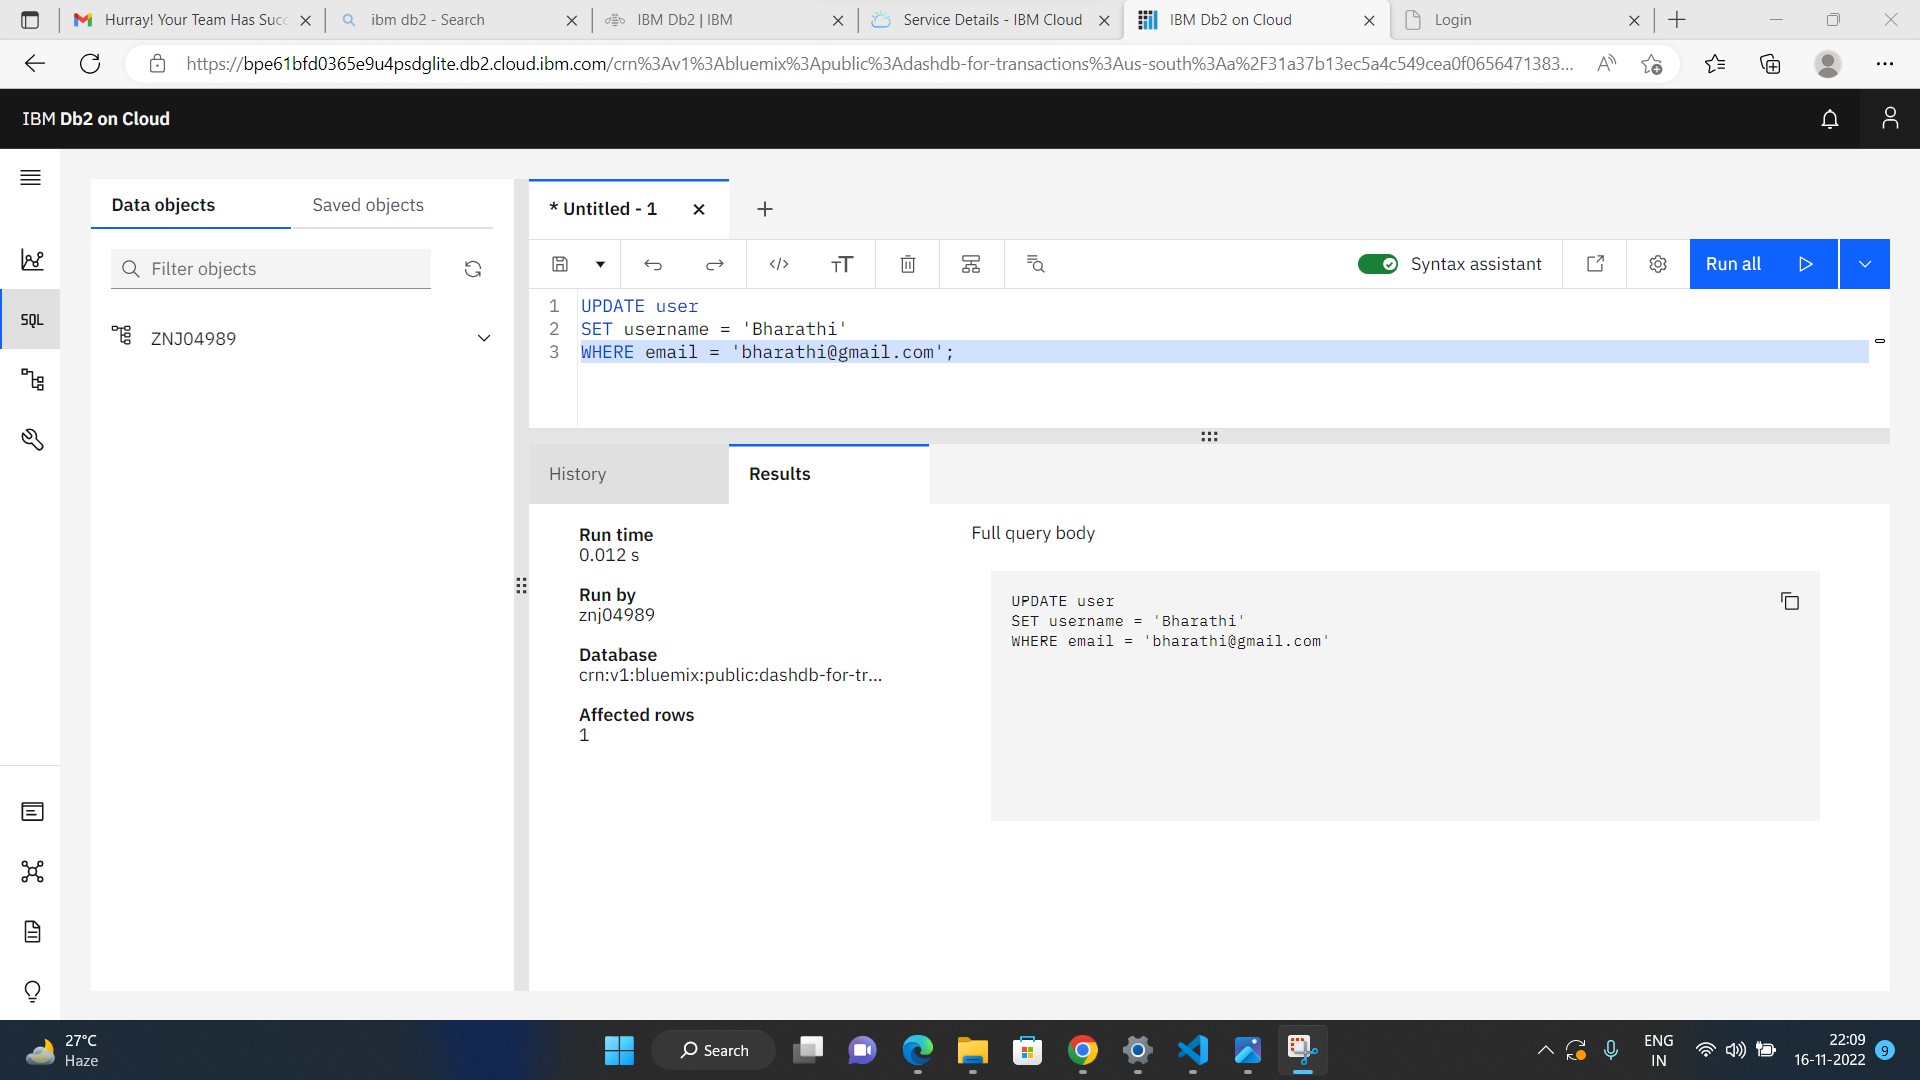 Hurray! Your Team Has Succ
ibm db2 - Search
IBM Db2 | IBM
Service Details - IBM Cloud
IBM Db2 on Cloud
Login
https://bpe61bfd0365e9u4psdglite.db2.cloud.ibm.com/crn%3Av1%3Abluemix%3Apublic%3Adashdb-for-transactions%3Aus-south%3Aa%2F31a37b13ec5a4c549cea0f0656471383...
IBM Db2 on Cloud
Data objects
Saved objects
* Untitled - 1
Filter objects
Syntax assistant
Run all
SQL
ZNJ04989
1 UPDATE user
2 SET username = 'Bharathi'
3 WHERE email = 'bharathi@gmail.com';
History
Results
Run time
0.012 s
Run by
znj04989
Database
crn:v1:bluemix:public:dashdb-for-tr...
Affected rows
1
Full query body
UPDATE user
SET username = 'Bharathi'
WHERE email = 'bharathi@gmail.com'
27°C
Haze
Search
ENG
IN
22:09
16-11-2022
9